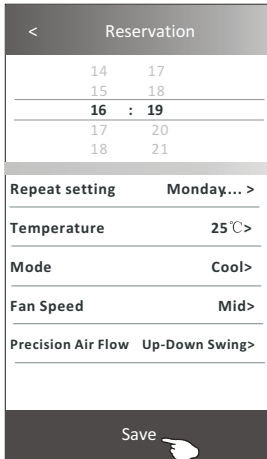 < Reservation
14 17
15 18
16 : 19
17 20
18 21
Repeat setting Monday.... >
Temperature 25℃>
Mode Cool>
Fan Speed Mid>
Precision Air Flow Up-Down Swing>
Save